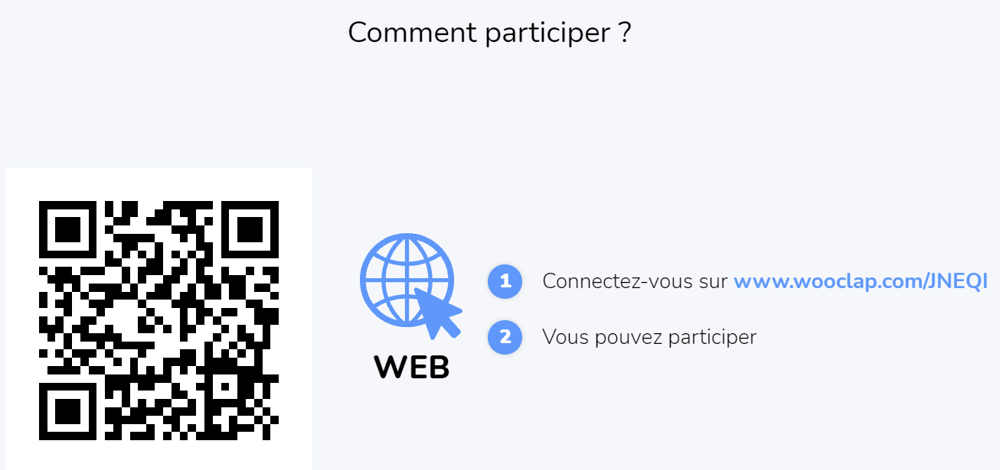 Comment participer ?
1 Connectez-vous sur www.wooclap.com/JNEQI
2 Vous pouvez participer
WEB